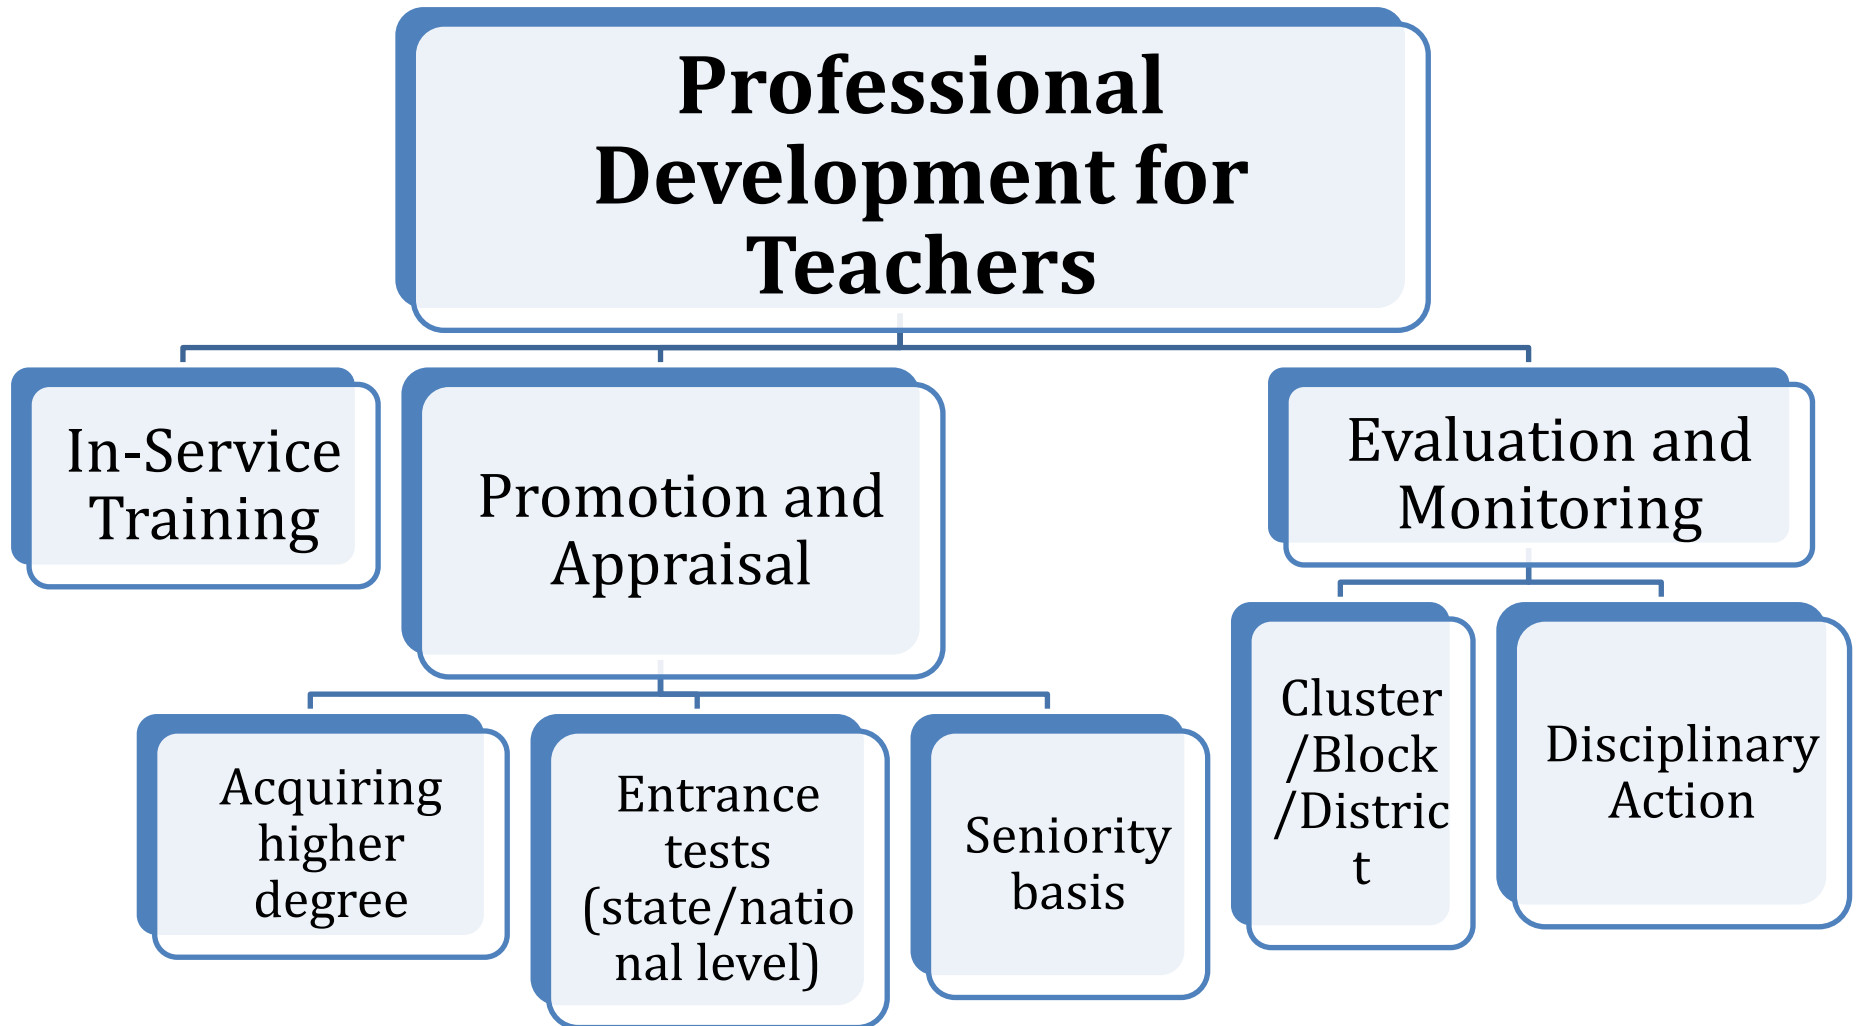 Professional
Development for
Teachers
In-Service
Training
Promotion and
Appraisal
Evaluation and
Monitoring
Acquiring
higher
degree
Entrance
tests
(state/natio
nal level)
Seniority
basis
Cluster
/Block
/Distric
t
Disciplinary
Action